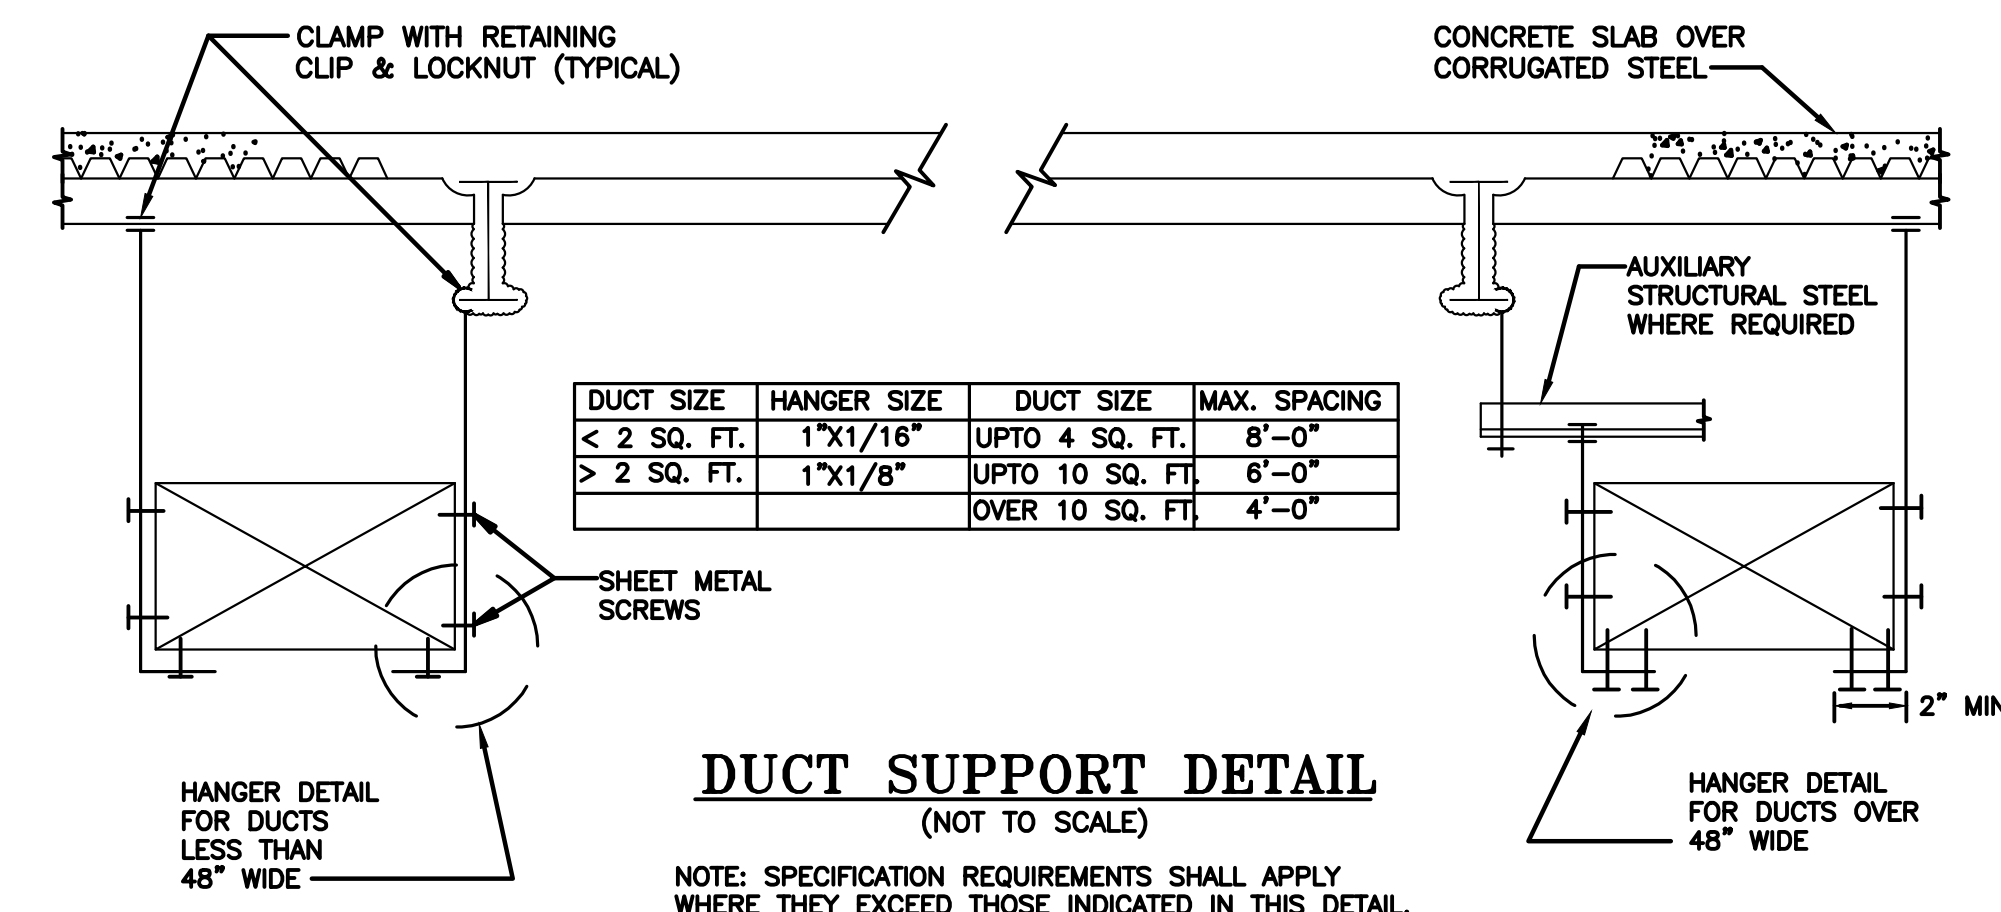 CLAMP WITH RETAINING
CLIP & LOCKNUT (TYPICAL)
CONCRETE SLAB OVER
CORRUGATED STEEL
AUXILIARY
STRUCTURAL STEEL
WHERE REQUIRED
DUCT SIZE HANGER SIZE DUCT SIZE MAX. SPACING
< 2 SQ. FT. 1"X1/16" UPTO 4 SQ. FT. 8'-0"
> 2 SQ. FT. 1"X1/8" UPTO 10 SQ. FT. 6'-0"
OVER 10 SQ. FT. 4'-0"
SHEET METAL
SCREWS
2" MIN
HANGER DETAIL
FOR DUCTS
LESS THAN
48" WIDE
DUCT SUPPORT DETAIL
(NOT TO SCALE)
HANGER DETAIL
FOR DUCTS OVER
48" WIDE
NOTE: SPECIFICATION REQUIREMENTS SHALL APPLY
WHERE THEY EXCEED THOSE INDICATED IN THIS DETAIL.